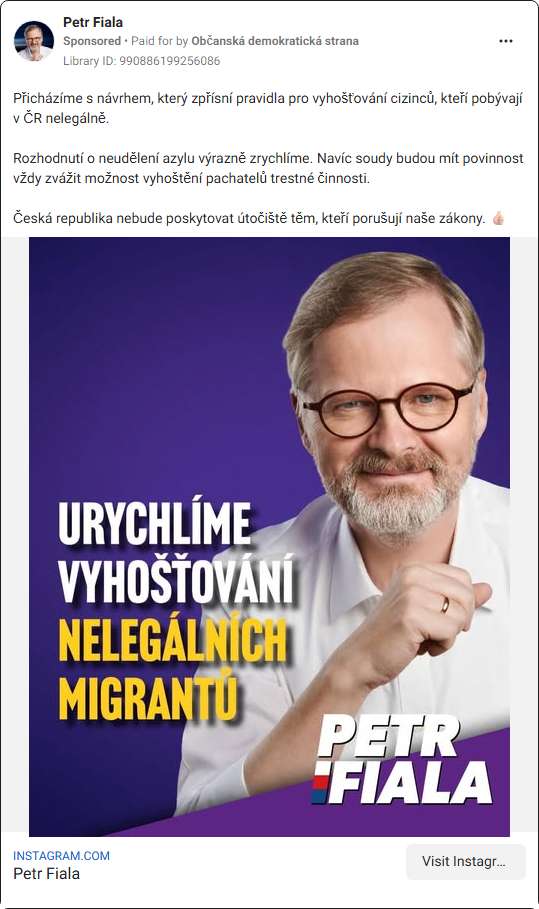 Petr Fiala
Sponsored • Paid for by Občanská demokratická strana
Library ID: 990886199256086
Přicházíme s návrhem, který zpřísní pravidla pro vyhošťování cizinců, kteří pobývají
v ČR nelegálně.
Rozhodnutí o neudělení azylu výrazně zrychlíme. Navíc soudy budou mít povinnost
vždy zvážit možnost vyhoštění pachatelů trestné činnosti.
Česká republika nebude poskytovat útočiště těm, kteří porušují naše zákony. 👍🏻
URYCHLÍME
VYHOŠŤOVÁNÍ
NELEGÁLNÍCH
MIGRANTŮ
PETR
FIALA
INSTAGRAM.COM
Petr Fiala
Visit Instagr...